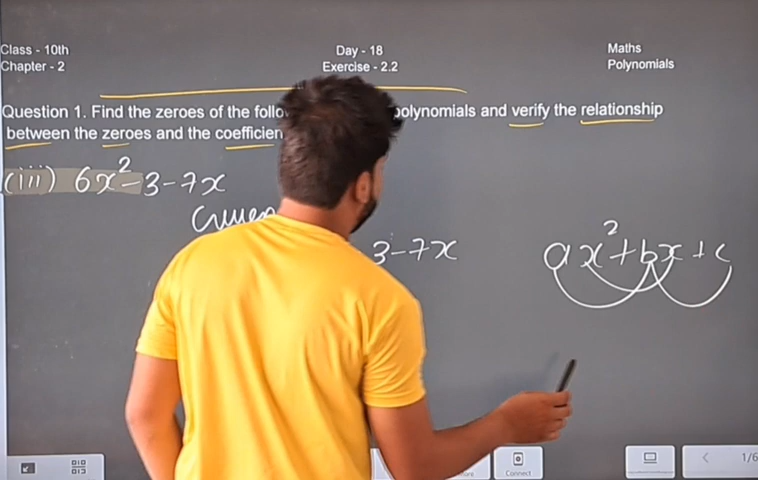 Class - 10th
Day - 18
Maths
Chapter - 2
Exercise - 2.2
Polynomials
Question 1. Find the zeroes of the polynomials and verify the relationship
between the zeroes and the
(iii) 6x²-3-7x
3-7x
ax²+bx+c
Connect
1/6